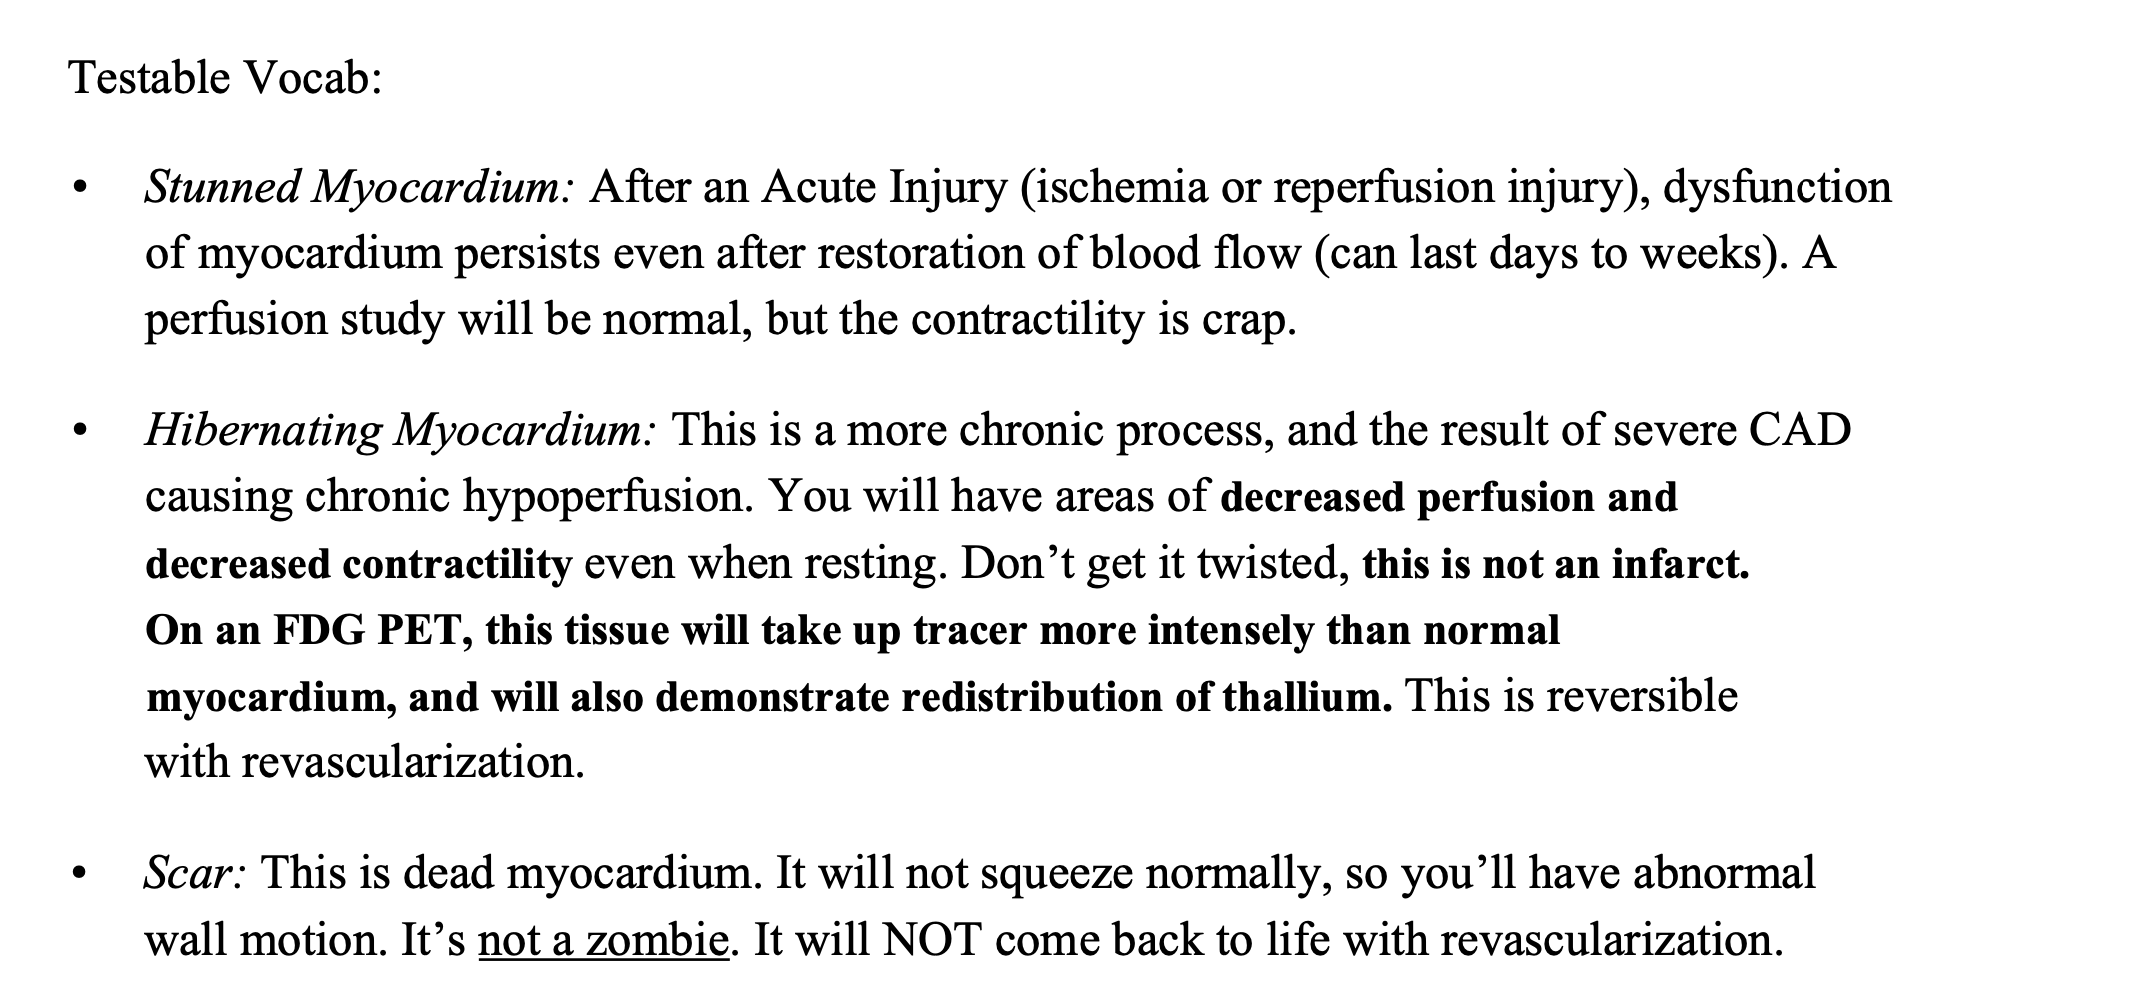 Testable Vocab:
• Stunned Myocardium: After an Acute Injury (ischemia or reperfusion injury), dysfunction
of myocardium persists even after restoration of blood flow (can last days to weeks). A
perfusion study will be normal, but the contractility is crap.
• Hibernating Myocardium: This is a more chronic process, and the result of severe CAD
causing chronic hypoperfusion. You will have areas of decreased perfusion and
decreased contractility even when resting. Don’t get it twisted, this is not an infarct.
On an FDG PET, this tissue will take up tracer more intensely than normal
myocardium, and will also demonstrate redistribution of thallium. This is reversible
with revascularization.
• Scar: This is dead myocardium. It will not squeeze normally, so you’ll have abnormal
wall motion. It’s not a zombie. It will NOT come back to life with revascularization.